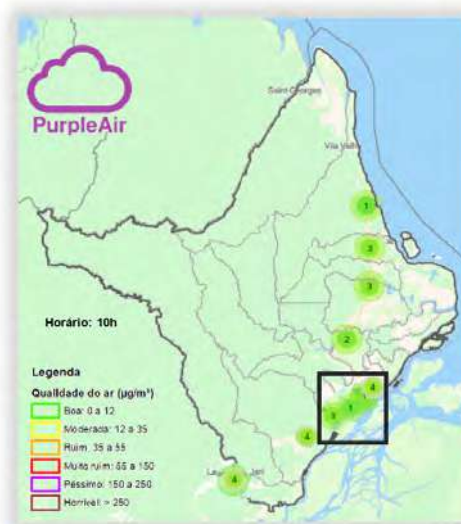 Saint-Georges
PurpleAir
Vila Velha
1
3
3
Horário: 10h
2
Legenda
Qualidade do ar (µg/m³)
4
Boa: 0 a 12
3
1
Moderada: 12 a 35
Ruim: 35 a 55
4
Muito ruim: 55 a 150
4
Péssimo: 150 a 250
Horrível: > 250